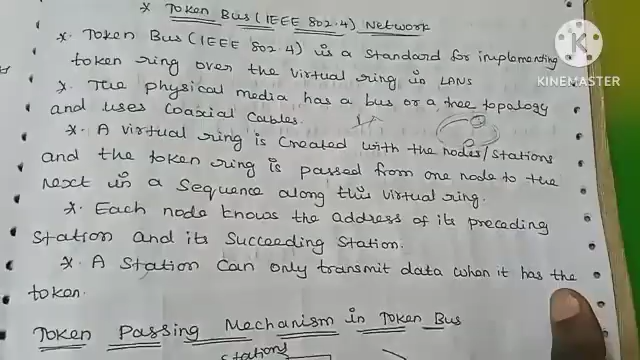 * Token Bus (IEEE 802.4) Network
* Token Bus (IEEE 802.4) is a standard for implementing
token ring over the virtual ring in LANS
* The physical media has a bus or a tree topology
and uses coaxial cables.
* A virtual ring is created with the nodes/stations
and the token ring is passed from one node to the
next in a sequence along this virtual ring.
* Each node knows the address of its preceding
station and its succeeding station.
* A station can only transmit data when it has the
token.
Token Passing Mechanism in Token Bus
stations
KINEMASTER